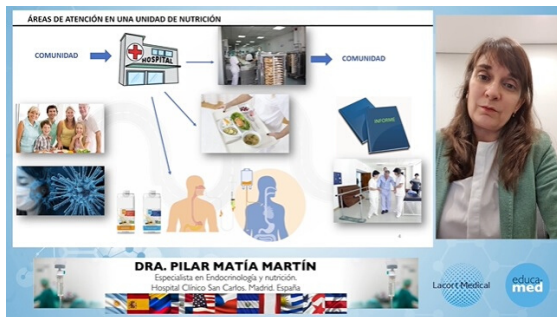 ÁREAS DE ATENCIÓN EN UNA UNIDAD DE NUTRICIÓN
COMUNIDAD
HOSPITAL
COMUNIDAD
INFORME
DRA. PILAR MATÍA MARTÍN
Especialista en Endocrinología y nutrición.
Hospital Clínico San Carlos. Madrid. España
Lacort Medical
educa-
med